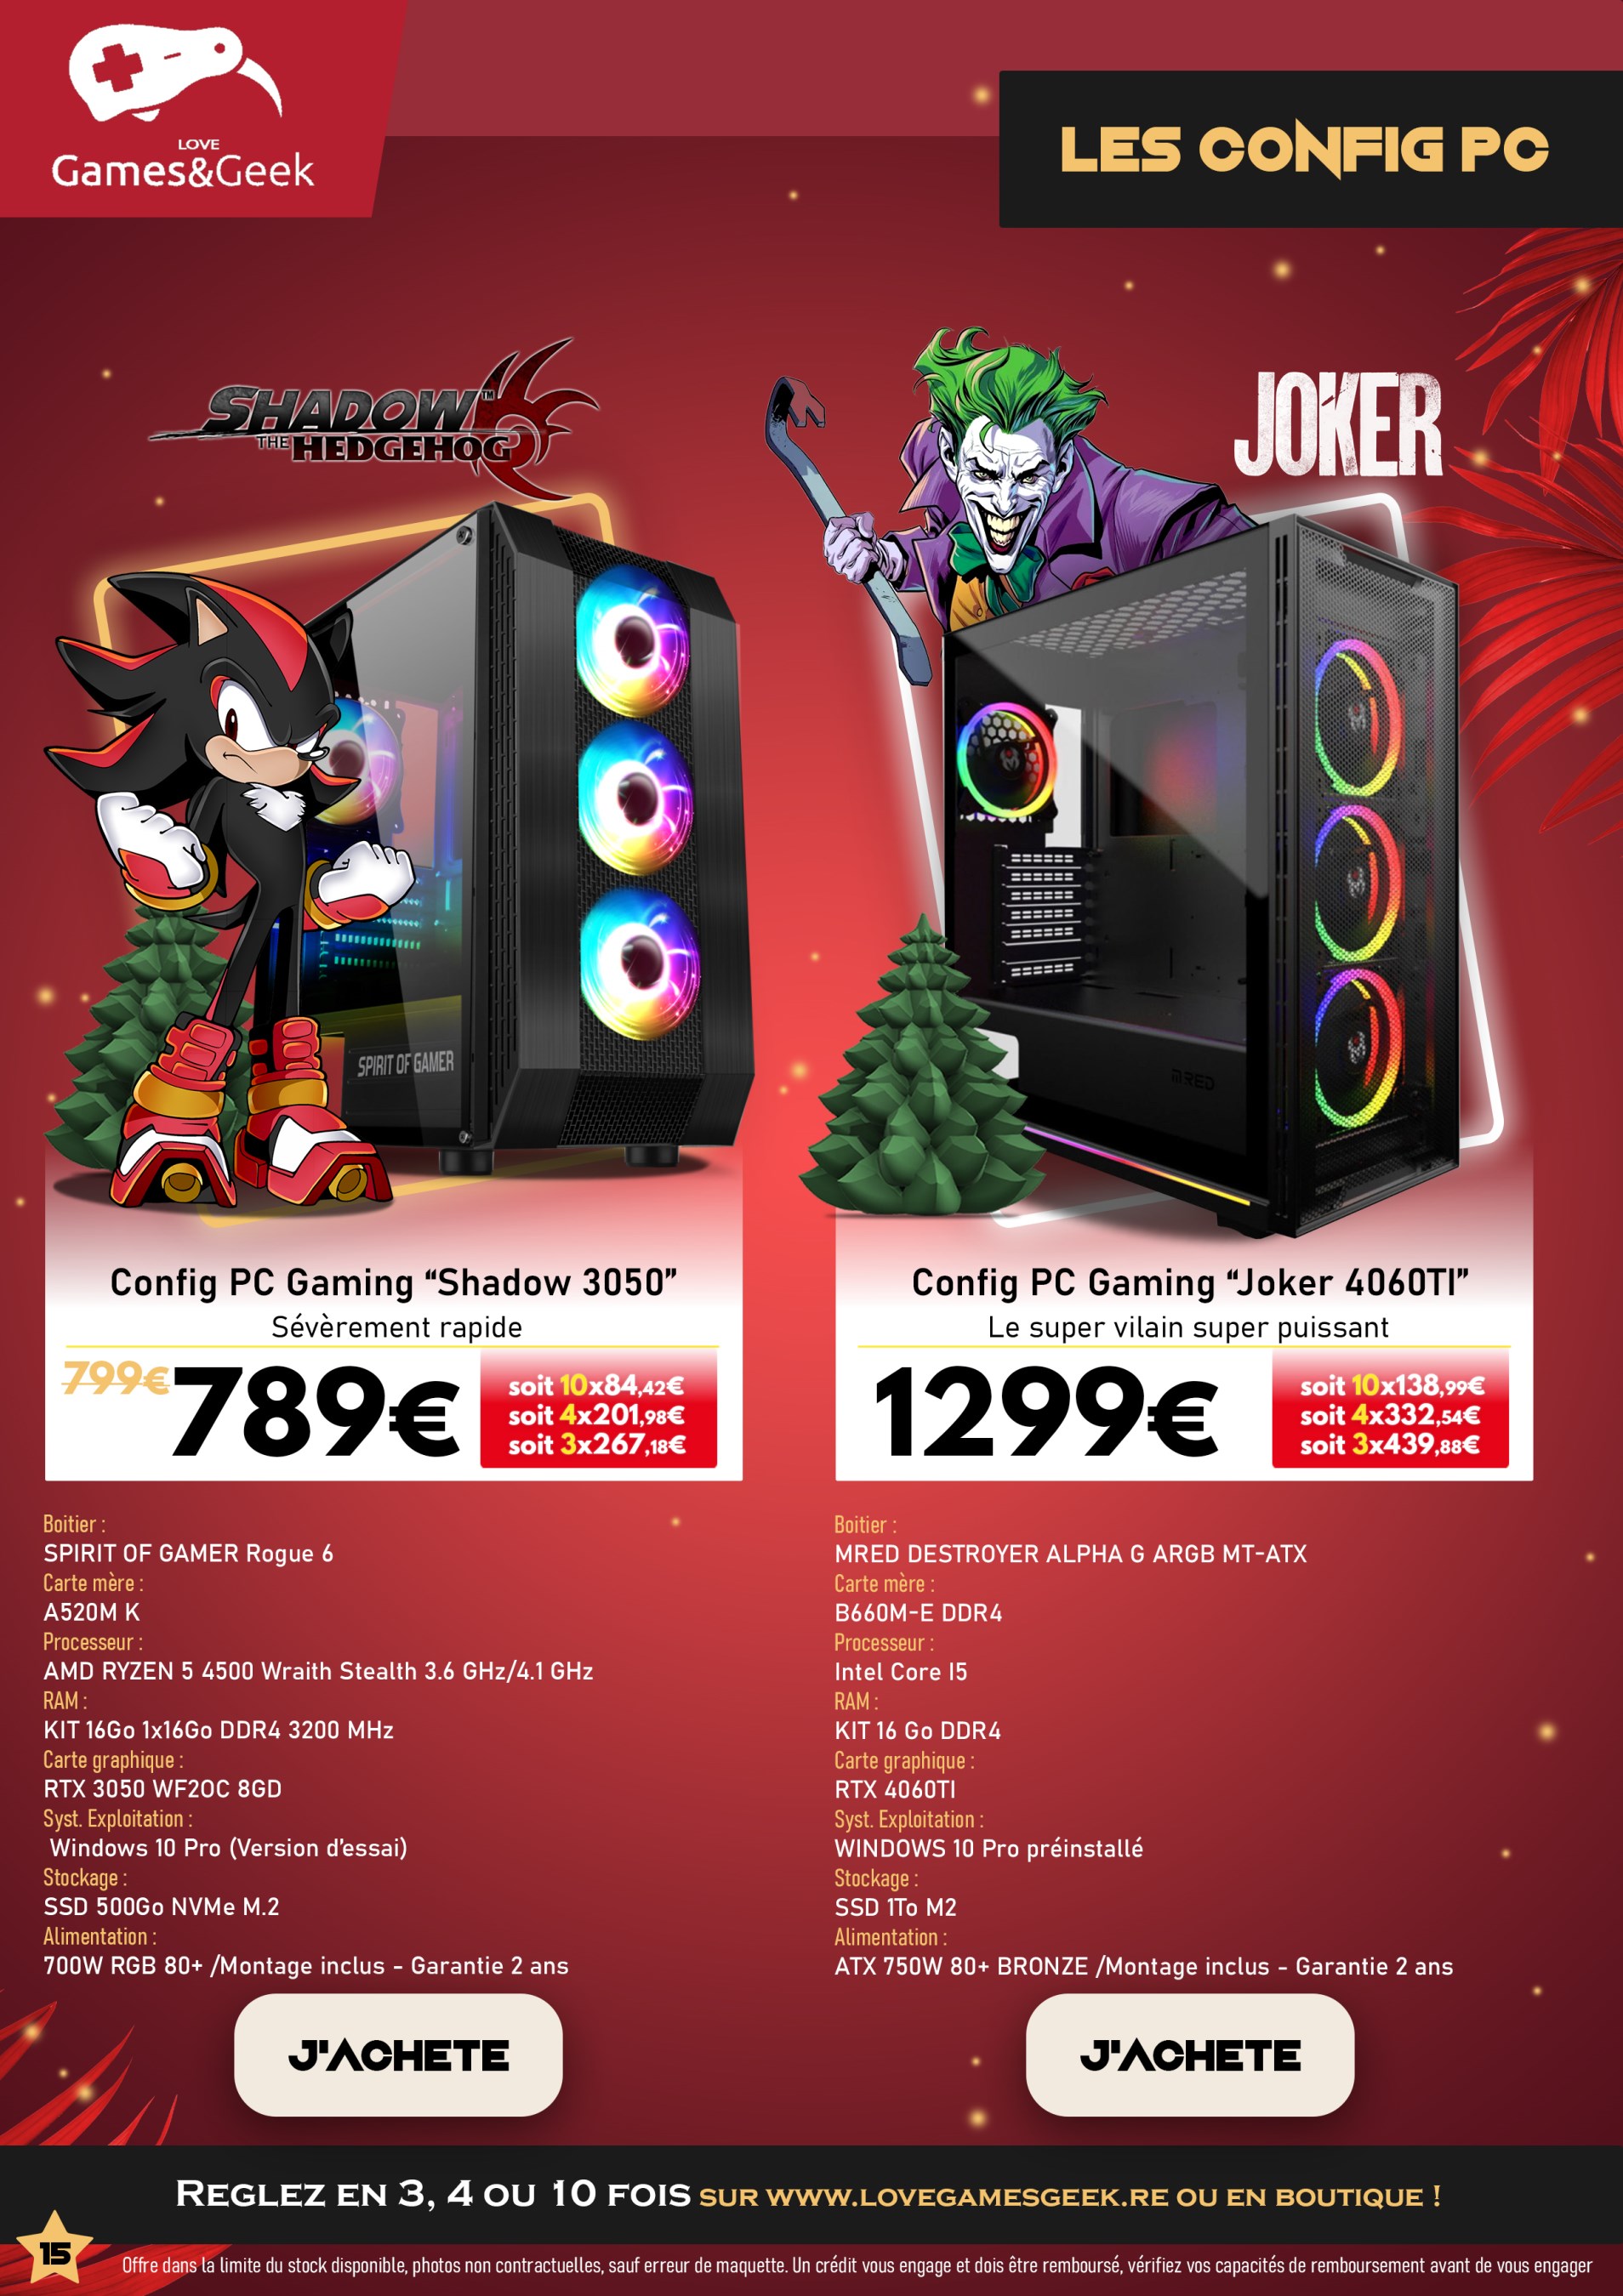 LOVE
Games&Geek
LES CONFIG PC
SHADOW™
THE HEDGEHOG
JOKER
SPIRIT OF GAMER
MRED
Config PC Gaming “Shadow 3050”
Sévèrement rapide
799€
789€
soit 10x84,42€
soit 4x201,98€
soit 3x267,18€
Config PC Gaming “Joker 4060TI”
Le super vilain super puissant
1299€
soit 10x138,99€
soit 4x332,54€
soit 3x439,88€
Boitier :
SPIRIT OF GAMER Rogue 6
Carte mère :
A520M K
Processeur :
AMD RYZEN 5 4500 Wraith Stealth 3.6 GHz/4.1 GHz
RAM :
KIT 16Go 1x16Go DDR4 3200 MHz
Carte graphique :
RTX 3050 WF2OC 8GD
Syst. Exploitation :
Windows 10 Pro (Version d'essai)
Stockage :
SSD 500Go NVMe M.2
Alimentation :
700W RGB 80+ /Montage inclus - Garantie 2 ans
J'ACHETE
Boitier :
MRED DESTROYER ALPHA G ARGB MT-ATX
Carte mère :
B660M-E DDR4
Processeur :
Intel Core I5
RAM :
KIT 16 Go DDR4
Carte graphique :
RTX 4060TI
Syst. Exploitation :
WINDOWS 10 Pro préinstallé
Stockage :
SSD 1To M2
Alimentation :
ATX 750W 80+ BRONZE /Montage inclus - Garantie 2 ans
J'ACHETE
REGLEZ EN 3, 4 OU 10 FOIS SUR WWW.LOVEGAMESGEEK.RE OU EN BOUTIQUE !
15
Offre dans la limite du stock disponible, photos non contractuelles, sauf erreur de maquette. Un crédit vous engage et dois être remboursé, vérifiez vos capacités de remboursement avant de vous engager